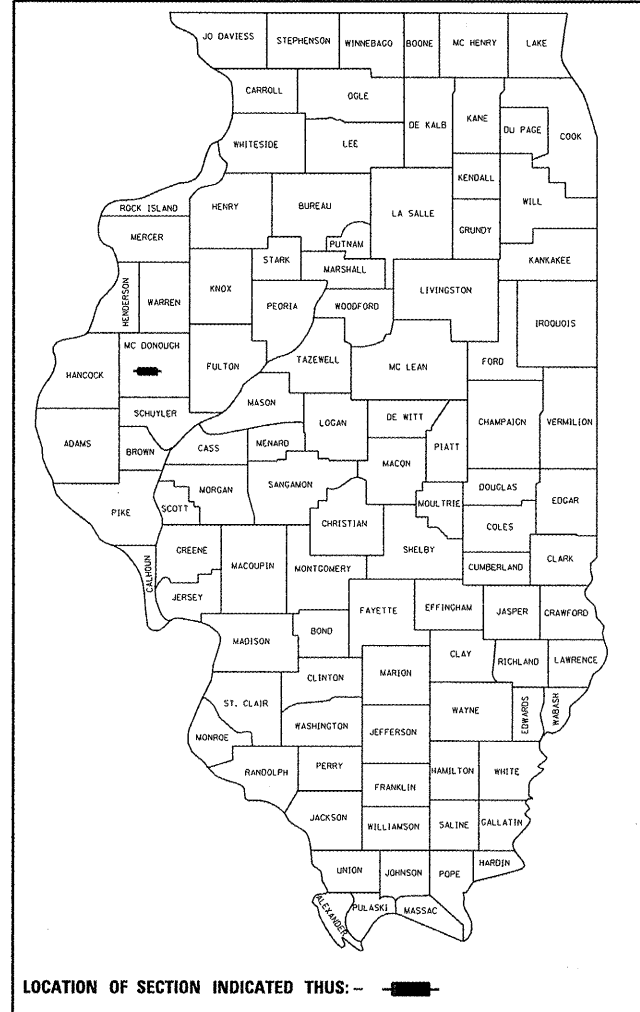 JO DAVIESS STEPHENSON WINNEBAGO BOONE MC HENRY LAKE
CARROLL OGLE DE KALB KANE DU PAGE COOK
WHITESIDE LEE
KENDALL WILL
ROCK ISLAND HENRY BUREAU LA SALLE GRUNDY
MERCER PUTNAM KANKAKEE
STARK MARSHALL
HENDERSON WARREN KNOX PEORIA WOODFORD LIVINGSTON IROQUOIS
MC DONOUGH
HANCOCK FULTON TAZEWELL MC LEAN FORD
MASON
SCHUYLER LOGAN DE WITT CHAMPAIGN VERMILION
ADAMS BROWN CASS MENARD PIATT
MACON
MORGAN SANGAMON DOUGLAS EDGAR
PIKE SCOTT MOULTRIE
CHRISTIAN COLES
GREENE SHELBY
CALHOUN MACOUPIN MONTGOMERY CUMBERLAND CLARK
JERSEY FAYETTE EFFINGHAM JASPER CRAWFORD
MADISON BOND
CLAY RICHLAND LAWRENCE
CLINTON MARION
ST. CLAIR WAYNE EDWARDS WABASH
WASHINGTON JEFFERSON
MONROE
RANDOLPH PERRY HAMILTON WHITE
FRANKLIN
JACKSON WILLIAMSON SALINE GALLATIN
UNION JOHNSON POPE HARDIN
ALEXANDER PULASKI MASSAC
LOCATION OF SECTION INDICATED THUS: -